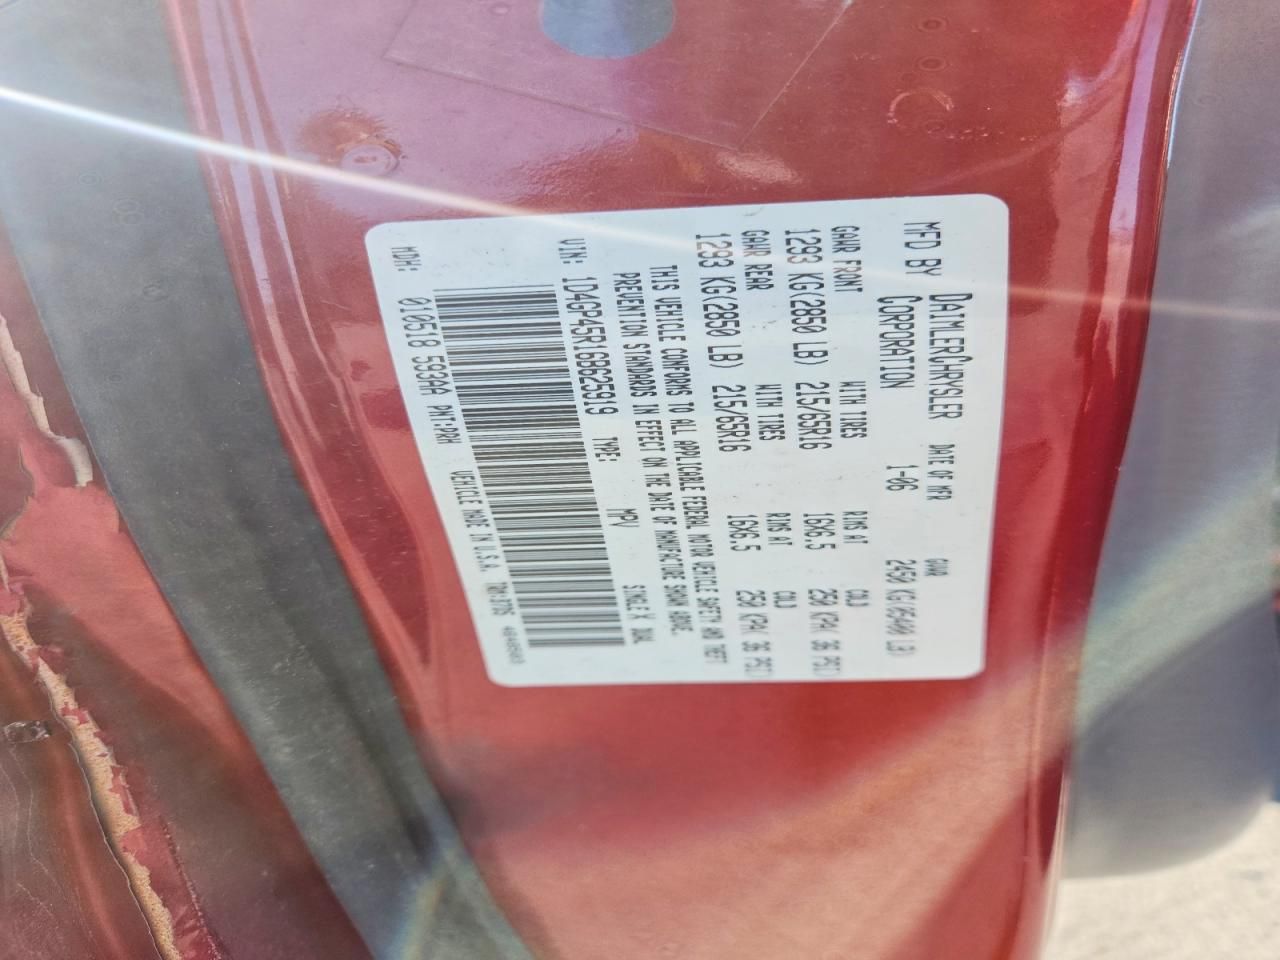 MFD BY DAIMLERCHRYSLER CORPORATION DATE OF MFR 1-06 GVWR 2450 KG(05400 LB)
GAWR FRONT WITH TIRES RIMS AT COLD
1293 KG(2850 LB) 215/65R16 16X6.5 250 KPA( 36 PSI)
GAWR REAR WITH TIRES RIMS AT COLD
1293 KG(2850 LB) 215/65R16 16X6.5 250 KPA( 36 PSI)
THIS VEHICLE CONFORMS TO ALL APPLICABLE FEDERAL MOTOR VEHICLE SAFETY AND THEFT
PREVENTION STANDARDS IN EFFECT ON THE DATE OF MANUFACTURE SHOWN ABOVE.
VIN: 1D4GP45R16B625919 TYPE: MPV SINGLE X DUAL
MDH: 010518 593AA PNT:PRH VEHICLE MADE IN U.S.A.